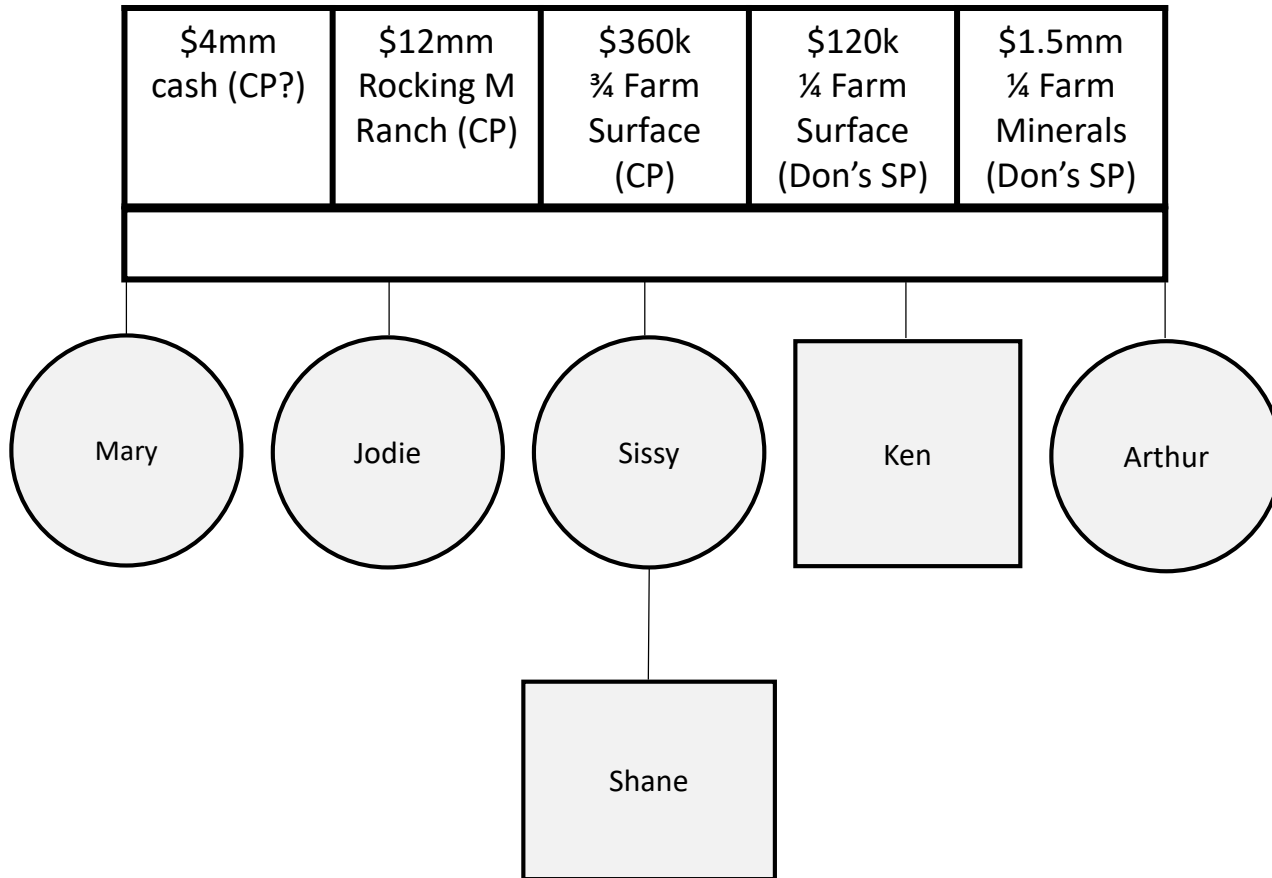 $4mm
cash (CP?)
$12mm
Rocking M
Ranch (CP)
$360k
¾ Farm
Surface
(CP)
$120k
¼ Farm
Surface
(Don’s SP)
$1.5mm
¼ Farm
Minerals
(Don’s SP)
Mary
Jodie
Sissy
Ken
Arthur
Shane